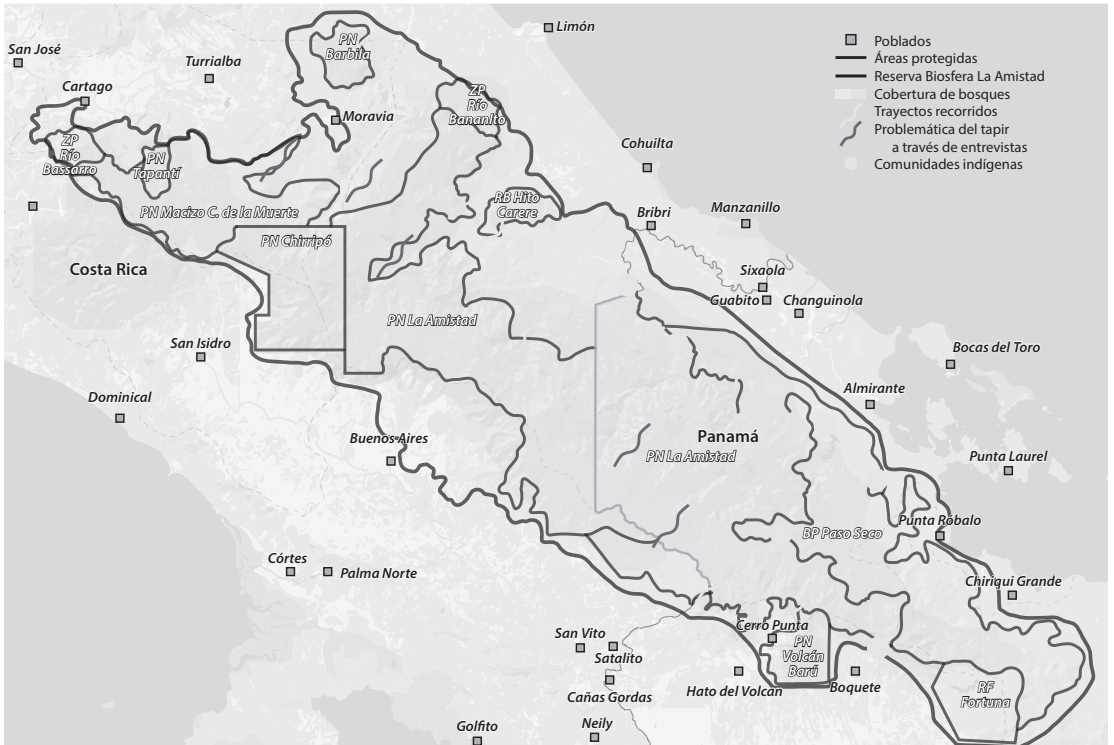 Limón
San José
Turrialba
Cartago
PN
Barbila
Moravia
ZP
Río
Bananito
ZP
Río
Bassarro
PN
Tapantí
PN Macizo C. de la Muerte
PN Chirripó
RB Hito
Carere
Poblados
Áreas protegidas
Reserva Biosfera La Amistad
Cobertura de bosques
Trayectos recorridos
Problemática del tapir
a través de entrevistas
Comunidades indígenas
Cohuilta
Bribri
Manzanillo
Sixaola
Guabito
Changuinola
Costa Rica
PN La Amistad
San Isidro
Dominical
Bocas del Toro
Almirante
Buenos Aires
Panamá
PN La Amistad
Punta Laurel
Punta Róbalo
BP Paso Seco
Córtes
Palma Norte
Chiriqui Grande
San Vito
Satalito
Cañas Gordas
Cerro Punta
PN
Volcán
Barú
Hato del Volcán
Boquete
RF
Fortuna
Golfito
Neily